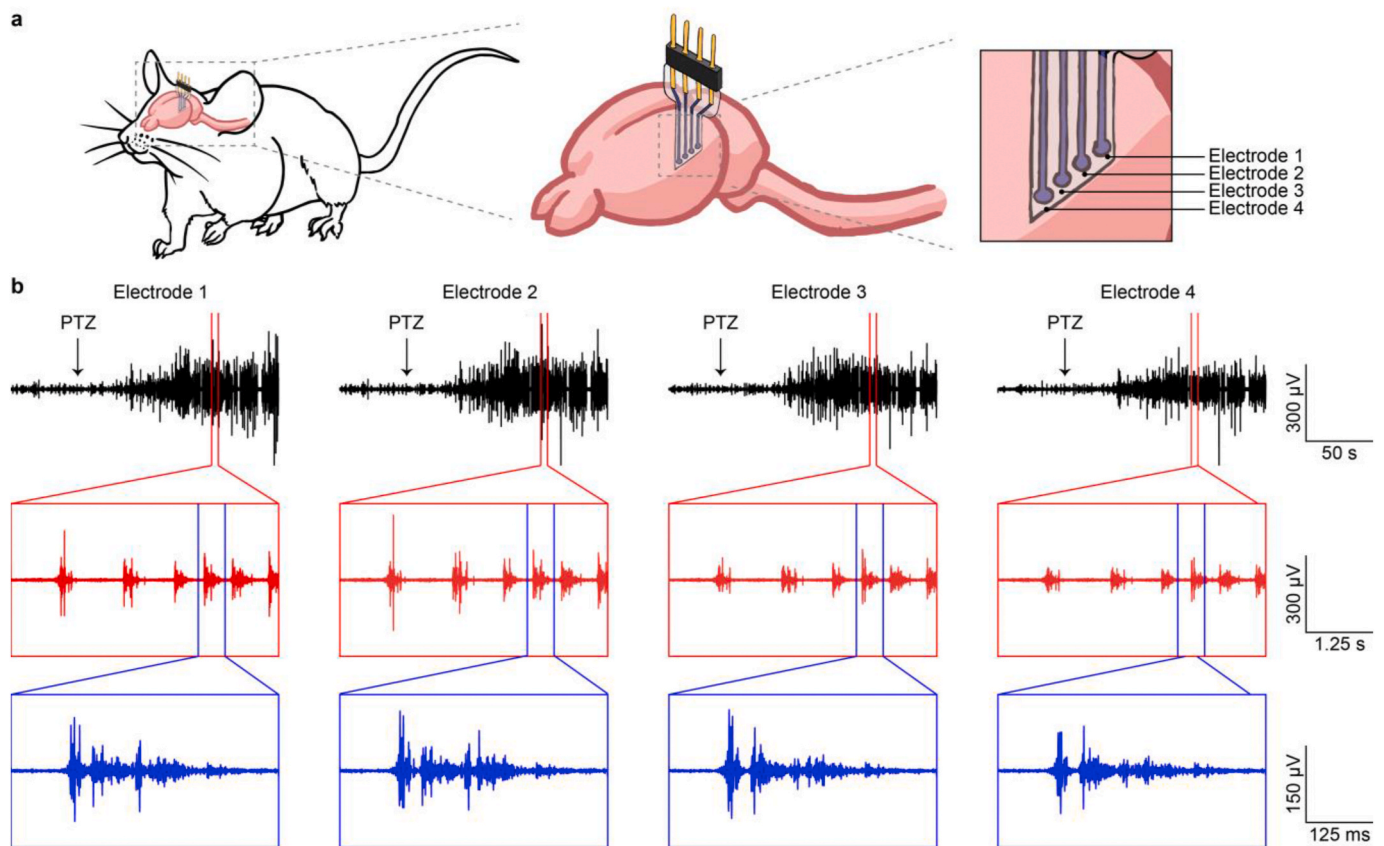 a
Electrode 1
Electrode 2
Electrode 3
Electrode 4
b
Electrode 1
Electrode 2
Electrode 3
Electrode 4
PTZ
PTZ
PTZ
PTZ
300 µV
50 s
300 µV
1.25 s
150 µV
125 ms